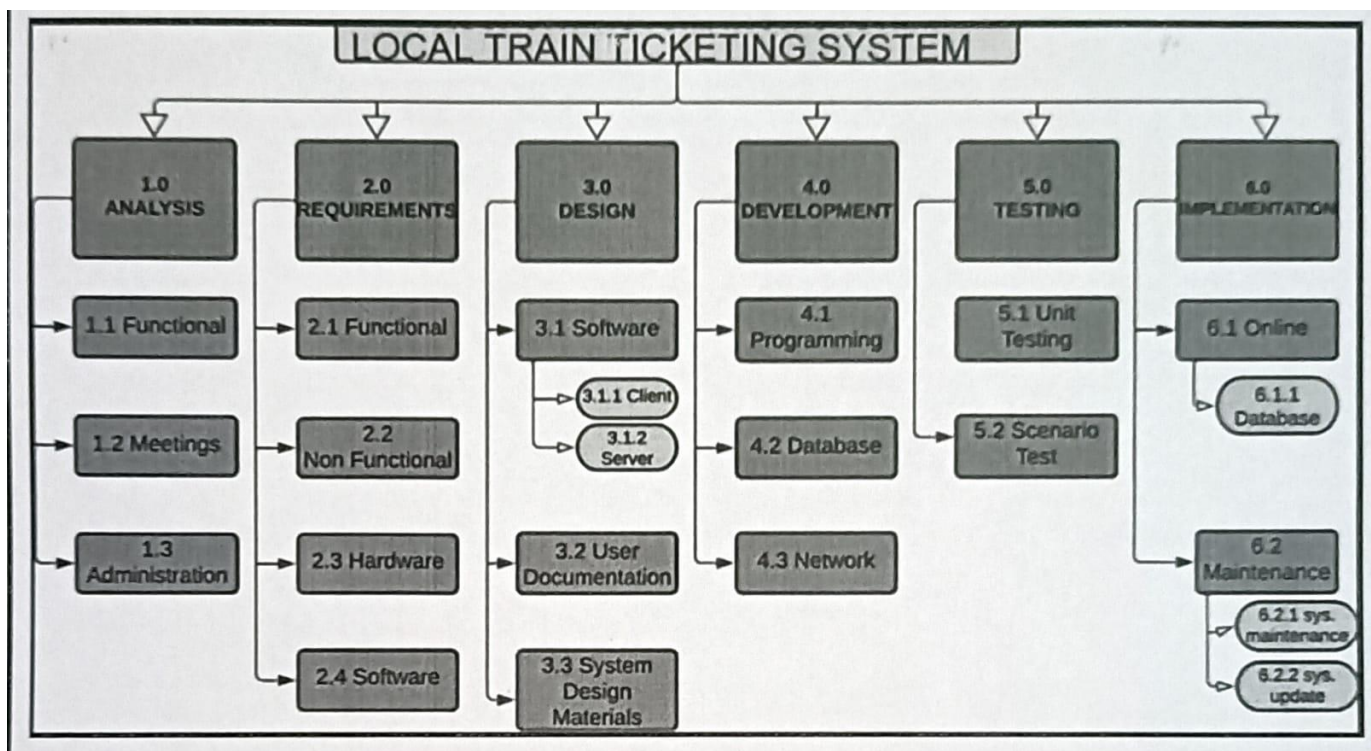 LOCAL TRAIN TICKETING SYSTEM
1.0
ANALYSIS
1.1 Functional
1.2 Meetings
1.3
Administration
2.0
REQUIREMENTS
2.1 Functional
2.2
Non Functional
2.3 Hardware
2.4 Software
3.0
DESIGN
3.1 Software
3.1.1 Client
3.1.2
Server
3.2 User
Documentation
3.3 System
Design
Materials
4.0
DEVELOPMENT
4.1
Programming
4.2 Database
4.3 Network
5.0
TESTING
5.1 Unit
Testing
5.2 Scenario
Test
6.0
IMPLEMENTATION
6.1 Online
6.1.1
Database
6.2
Maintenance
6.2.1 sys.
maintenance
6.2.2 sys.
update